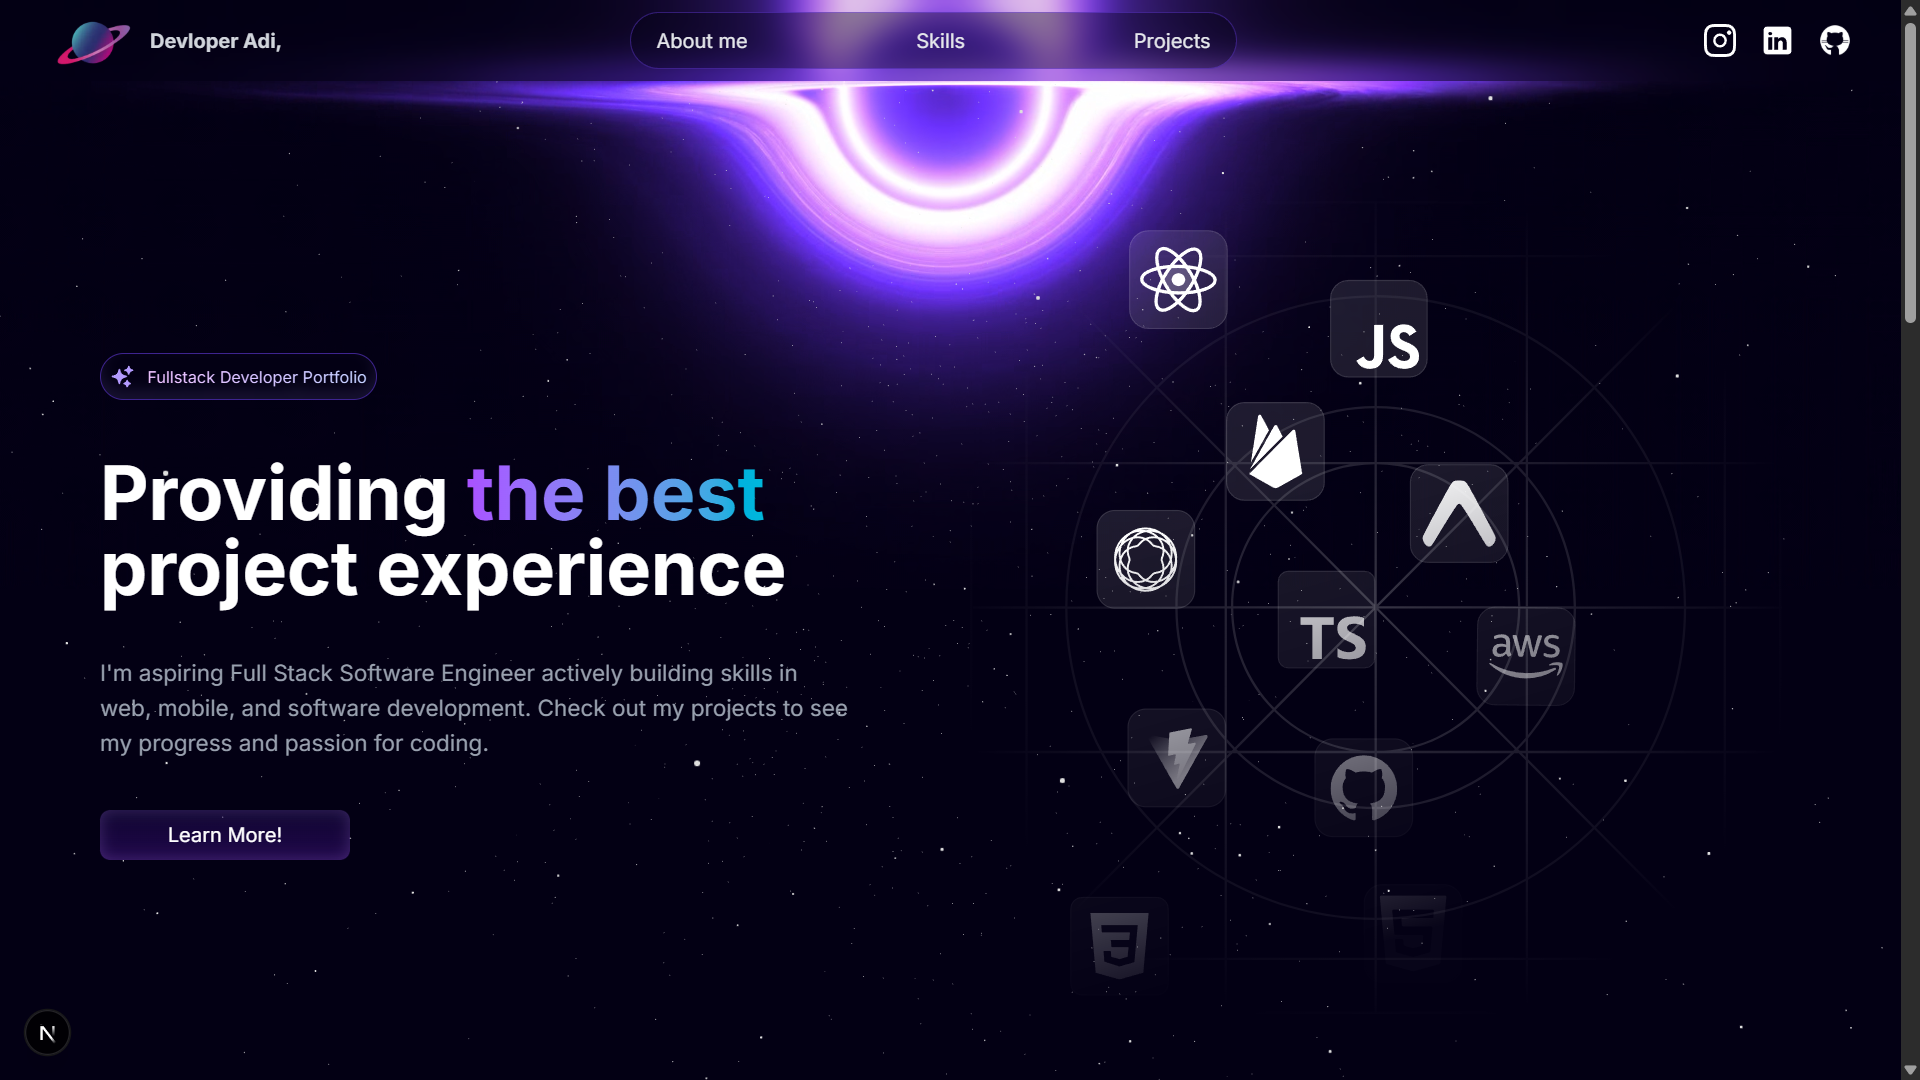 Devloper Adi,
About me
Skills
Projects
Fullstack Developer Portfolio
Providing the best
project experience
I'm aspiring Full Stack Software Engineer actively building skills in
web, mobile, and software development. Check out my projects to see
my progress and passion for coding.
Learn More!
JS
TS
aws
N